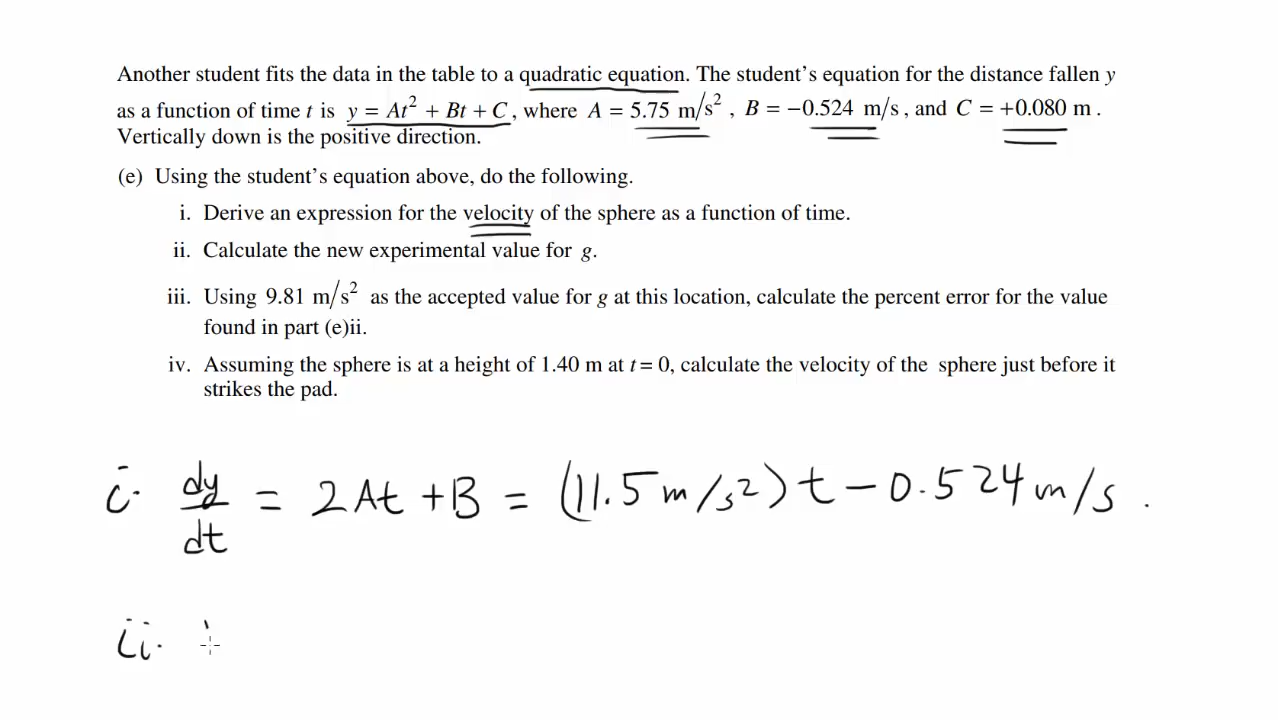 Another student fits the data in the table to a quadratic equation. The student's equation for the distance fallen y
as a function of time t is y = At² + Bt + C, where A = 5.75 m/s², B = −0.524 m/s, and C = +0.080 m.
Vertically down is the positive direction.
(e) Using the student's equation above, do the following.
i. Derive an expression for the velocity of the sphere as a function of time.
ii. Calculate the new experimental value for g.
iii. Using 9.81 m/s² as the accepted value for g at this location, calculate the percent error for the value
found in part (e)ii.
iv. Assuming the sphere is at a height of 1.40 m at t = 0, calculate the velocity of the sphere just before it
strikes the pad.
i. dy/dt = 2At + B = (11.5 m/s²)t − 0.524 m/s.
ii.